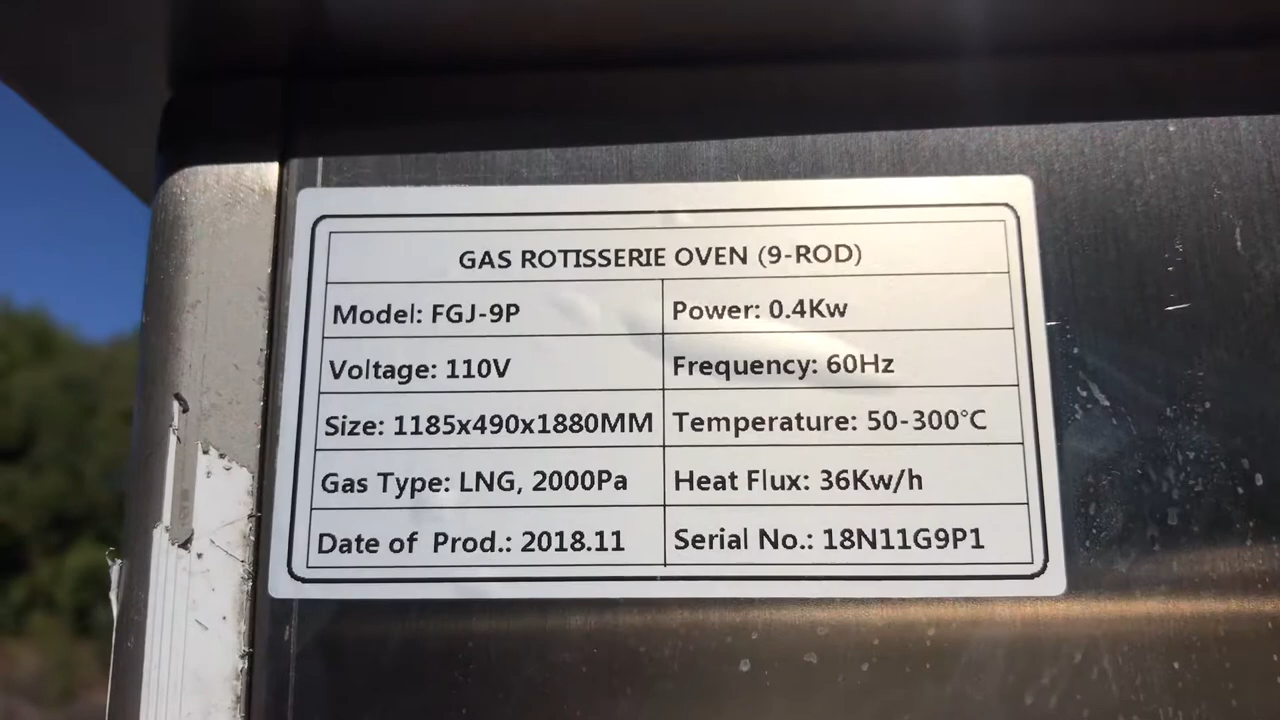 GAS ROTISSERIE OVEN (9-ROD)
Model: FGJ-9P
Power: 0.4Kw
Voltage: 110V
Frequency: 60Hz
Size: 1185x490x1880MM
Temperature: 50-300°C
Gas Type: LNG, 2000Pa
Heat Flux: 36Kw/h
Date of Prod.: 2018.11
Serial No.: 18N11G9P1